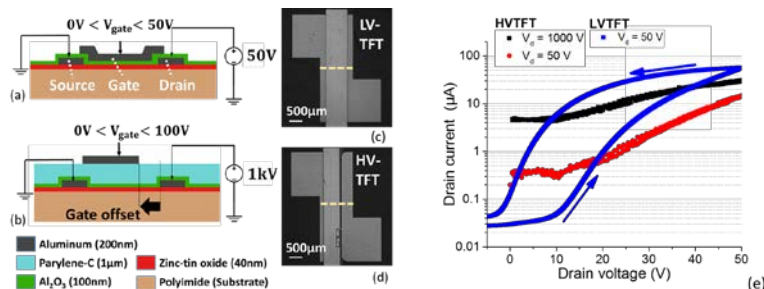 0V < Vgate < 50V
50V
Source Gate Drain
(a)
0V < Vgate < 100V
1kV
(b)
Gate offset
Aluminum (200nm)
Parylene-C (1µm)
Zinc-tin oxide (40nm)
Al2O3 (100nm)
Polyimide (Substrate)
LV-
TFT
500µm
(c)
HV-
TFT
500µm
(d)
HVTFT
LVTFT
Vd = 1000 V
Vd = 50 V
Vd = 50 V
Drain current (µA)
100
10
1
0.1
0.01
0 10 20 30 40 50
Drain voltage (V)
(e)